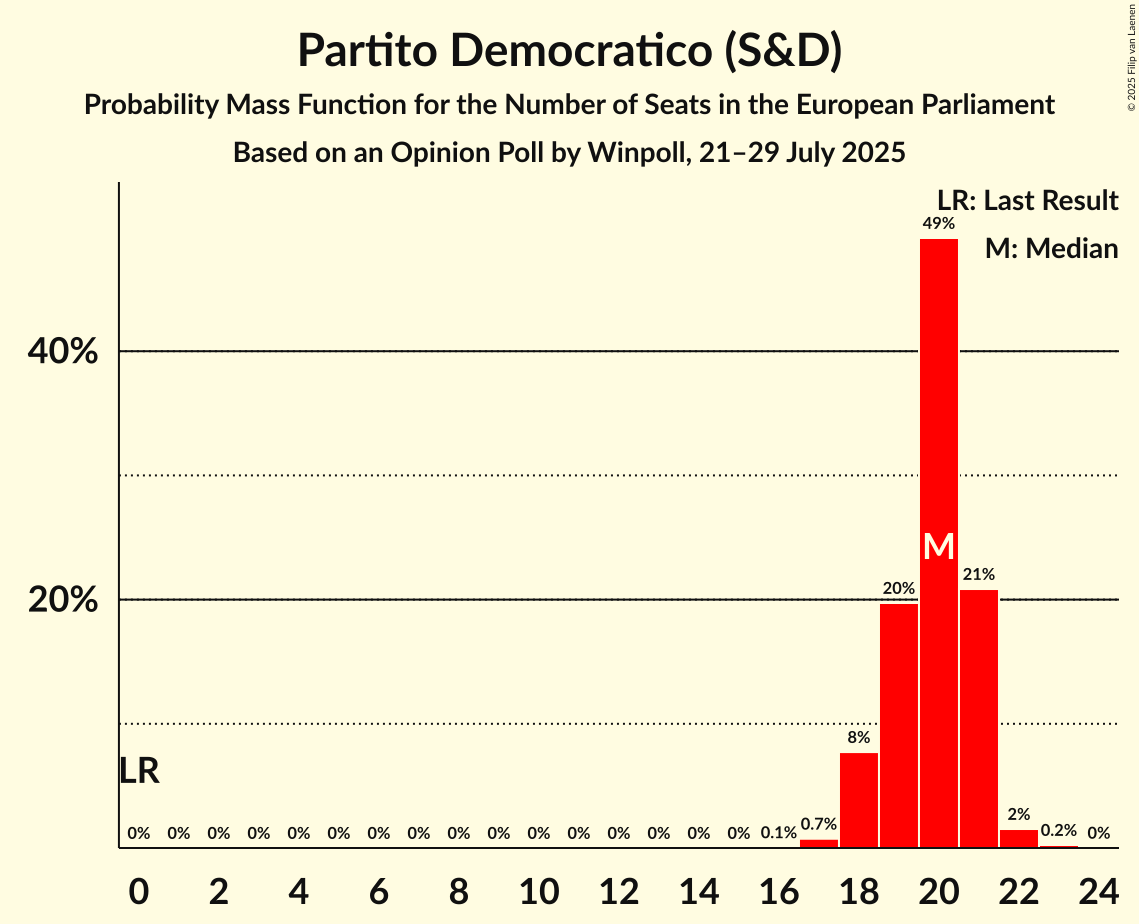 Partito Democratico (S&D)
Probability Mass Function for the Number of Seats in the European Parliament
Based on an Opinion Poll by Winpoll, 21–29 July 2025
© 2025 Filip van Laenen
LR: Last Result
M: Median
49%
40%
M
20%
20%
21%
8%
LR
0% 0% 0% 0% 0% 0% 0% 0% 0% 0% 0% 0% 0% 0% 0% 0% 0.1% 0.7% 2% 0.2% 0%
0 2 4 6 8 10 12 14 16 18 20 22 24